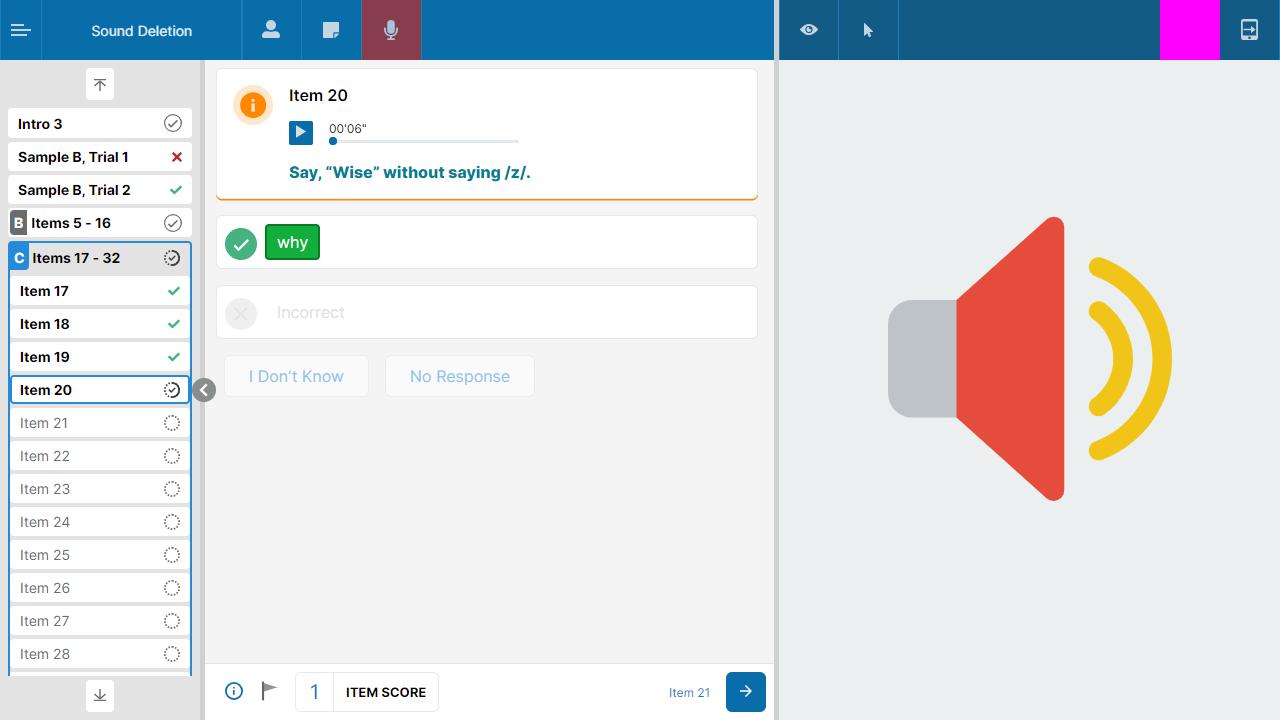 Sound Deletion
Intro 3
Sample B, Trial 1
Sample B, Trial 2
B Items 5 - 16
C Items 17 - 32
Item 17
Item 18
Item 19
Item 20
Item 21
Item 22
Item 23
Item 24
Item 25
Item 26
Item 27
Item 28
Item 20
00'06"
Say, “Wise” without saying /z/.
why
Incorrect
I Don’t Know
No Response
1 ITEM SCORE
Item 21